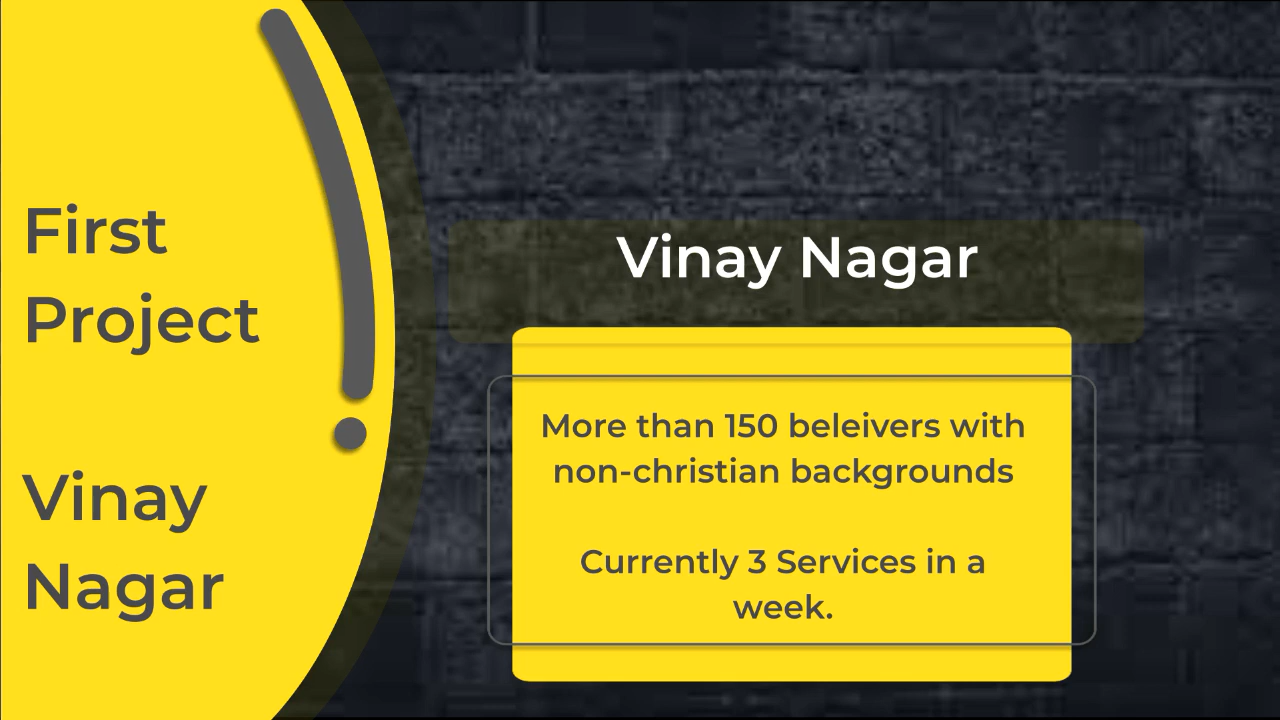 First
Project
Vinay
Nagar
Vinay Nagar
More than 150 beleivers with
non-christian backgrounds
Currently 3 Services in a
week.